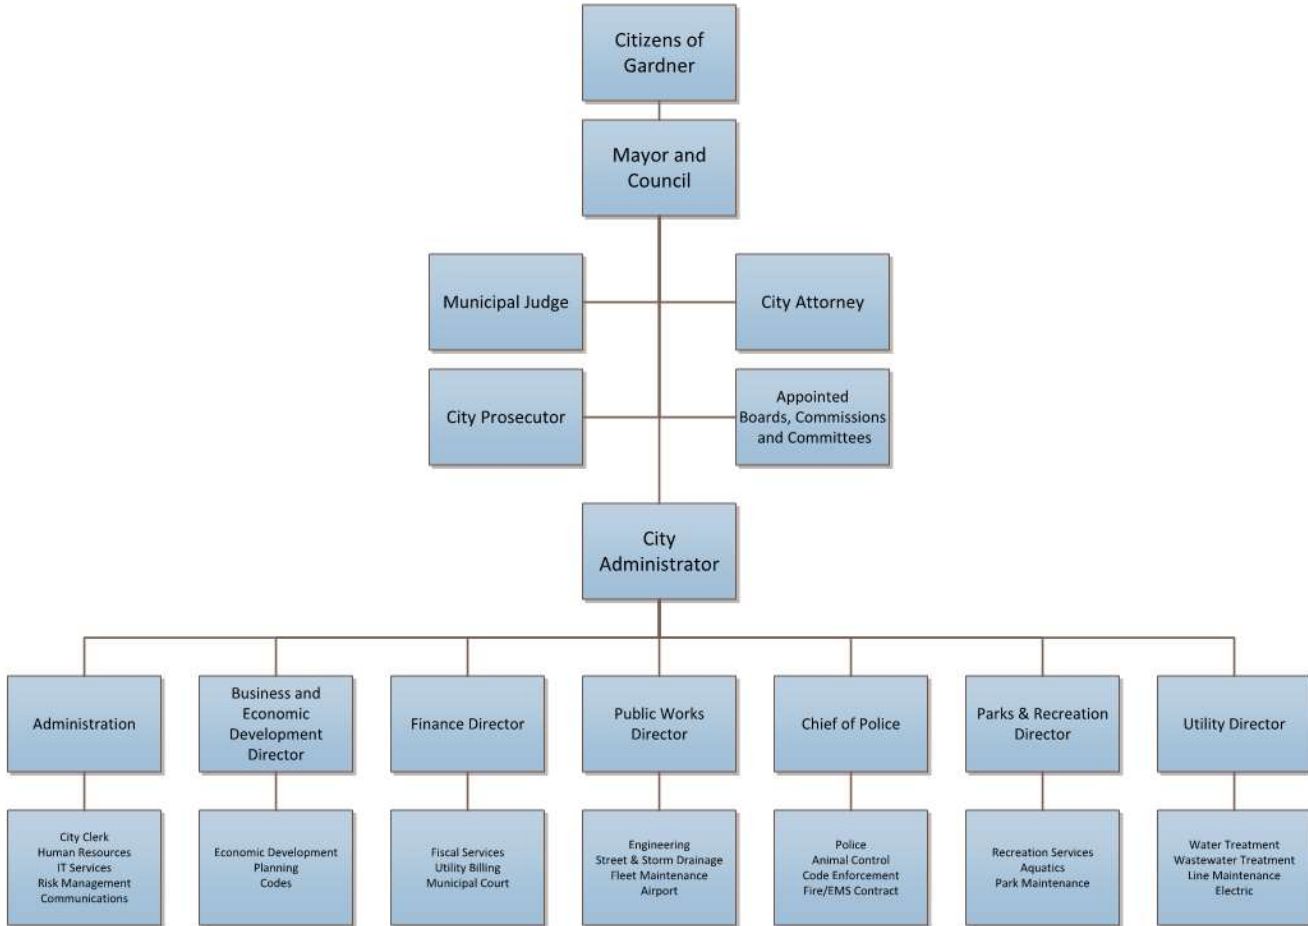 Citizens of
Gardner
Mayor and
Council
Municipal Judge
City Attorney
City Prosecutor
Appointed
Boards, Commissions
and Committees
City
Administrator
Administration
Business and
Economic
Development
Director
Finance Director
Public Works
Director
Chief of Police
Parks & Recreation
Director
Utility Director
City Clerk
Human Resources
IT Services
Risk Management
Communications
Economic Development
Planning
Codes
Fiscal Services
Utility Billing
Municipal Court
Engineering
Street & Storm Drainage
Fleet Maintenance
Airport
Police
Animal Control
Code Enforcement
Fire/EMS Contract
Recreation Services
Aquatics
Park Maintenance
Water Treatment
Wastewater Treatment
Line Maintenance
Electric